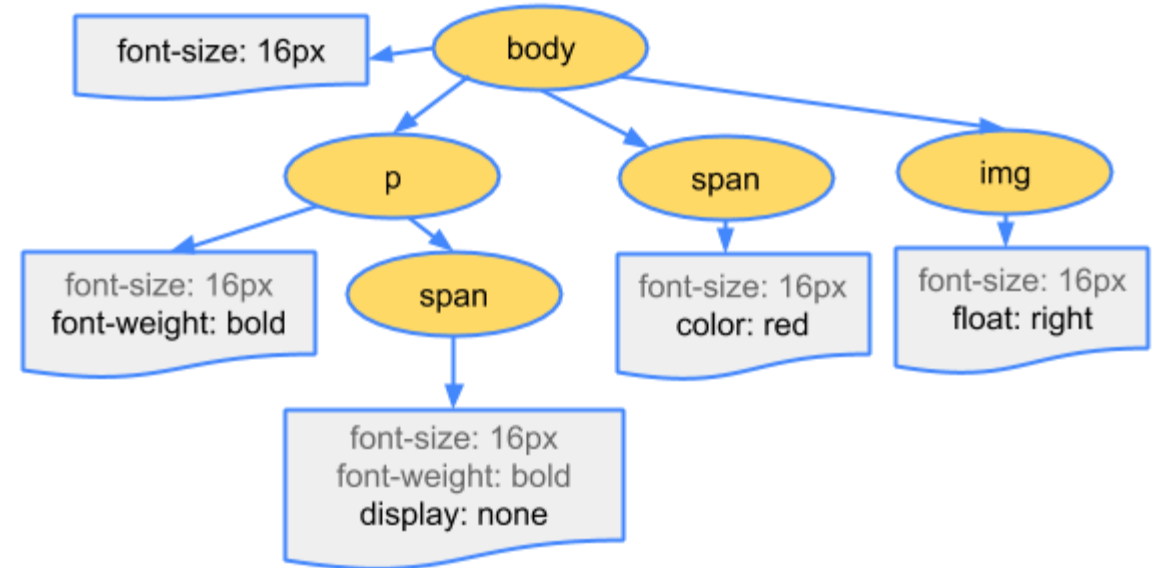 font-size: 16px
body
p
span
img
font-size: 16px
font-weight: bold
span
font-size: 16px
color: red
font-size: 16px
float: right
font-size: 16px
font-weight: bold
display: none